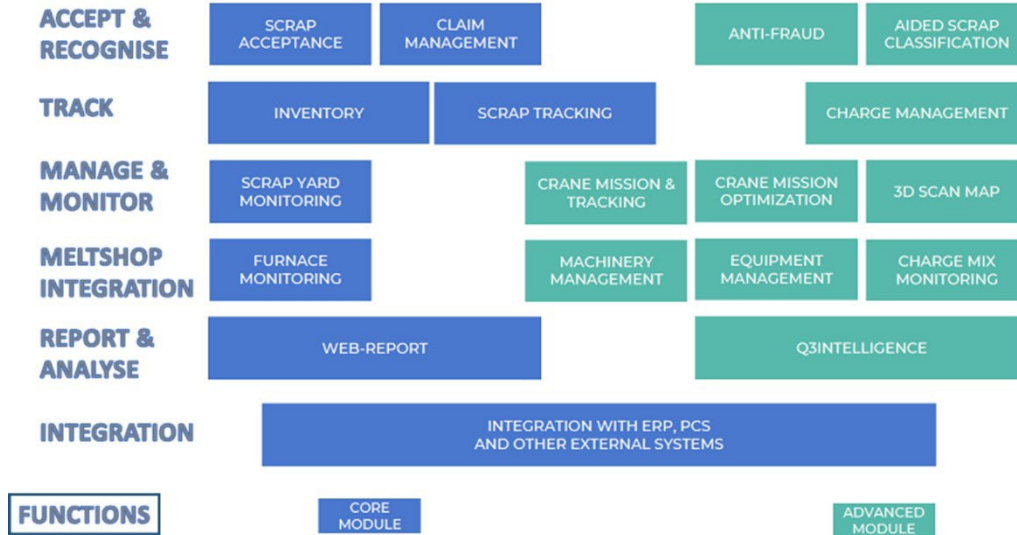 ACCEPT &
RECOGNISE
SCRAP
ACCEPTANCE
CLAIM
MANAGEMENT
ANTI-FRAUD
AIDED SCRAP
CLASSIFICATION
TRACK
INVENTORY
SCRAP TRACKING
CHARGE MANAGEMENT
MANAGE &
MONITOR
SCRAP YARD
MONITORING
CRANE MISSION &
TRACKING
CRANE MISSION
OPTIMIZATION
3D SCAN MAP
MELTSHOP
INTEGRATION
FURNACE
MONITORING
MACHINERY
MANAGEMENT
EQUIPMENT
MANAGEMENT
CHARGE MIX
MONITORING
REPORT &
ANALYSE
WEB-REPORT
Q3INTELLIGENCE
INTEGRATION
INTEGRATION WITH ERP, PCS
AND OTHER EXTERNAL SYSTEMS
FUNCTIONS
CORE
MODULE
ADVANCED
MODULE